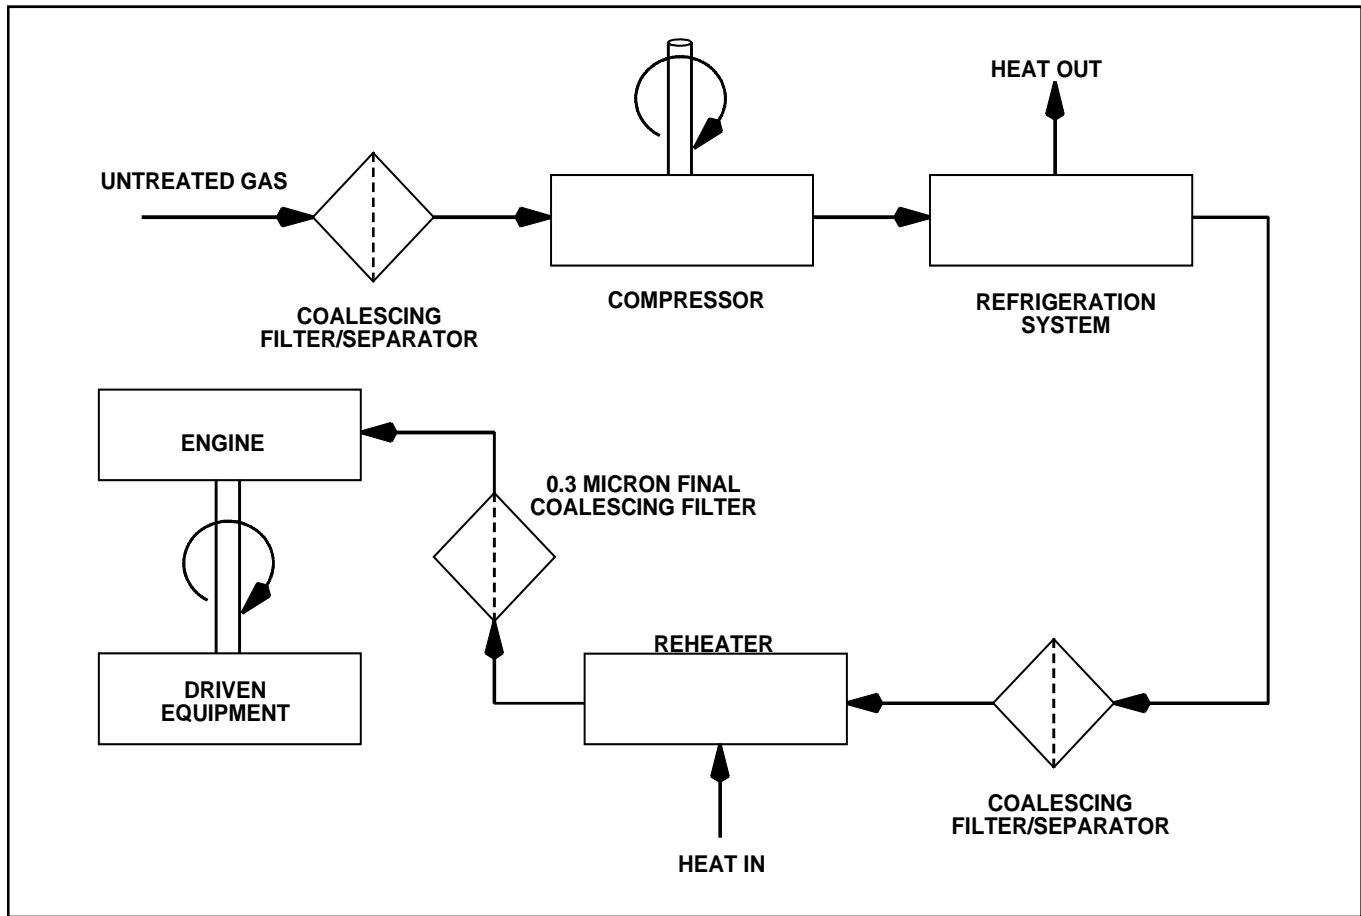 HEAT OUT
UNTREATED GAS
COMPRESSOR
REFRIGERATION
SYSTEM
COALESCING
FILTER/SEPARATOR
ENGINE
0.3 MICRON FINAL
COALESCING FILTER
REHEATER
DRIVEN
EQUIPMENT
COALESCING
FILTER/SEPARATOR
HEAT IN